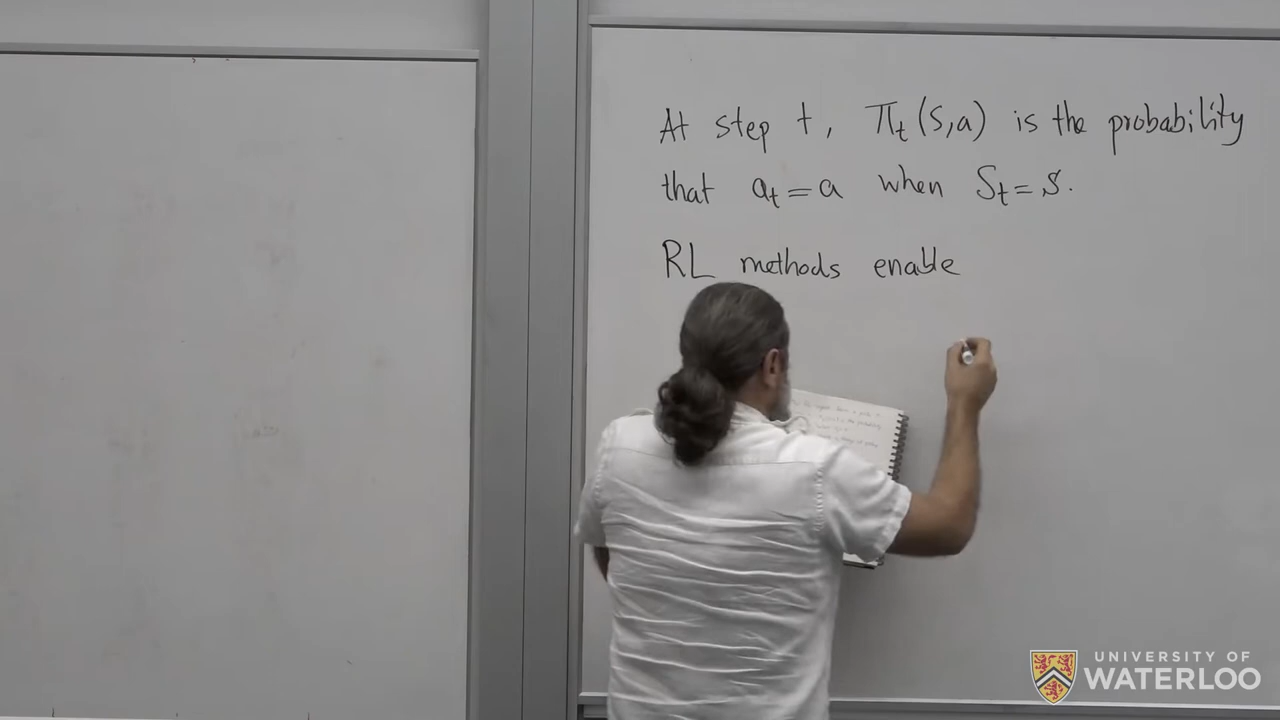 At step t, π_t(s,a) is the probability
that a_t = a when S_t = s.
RL methods enable
UNIVERSITY OF
WATERLOO